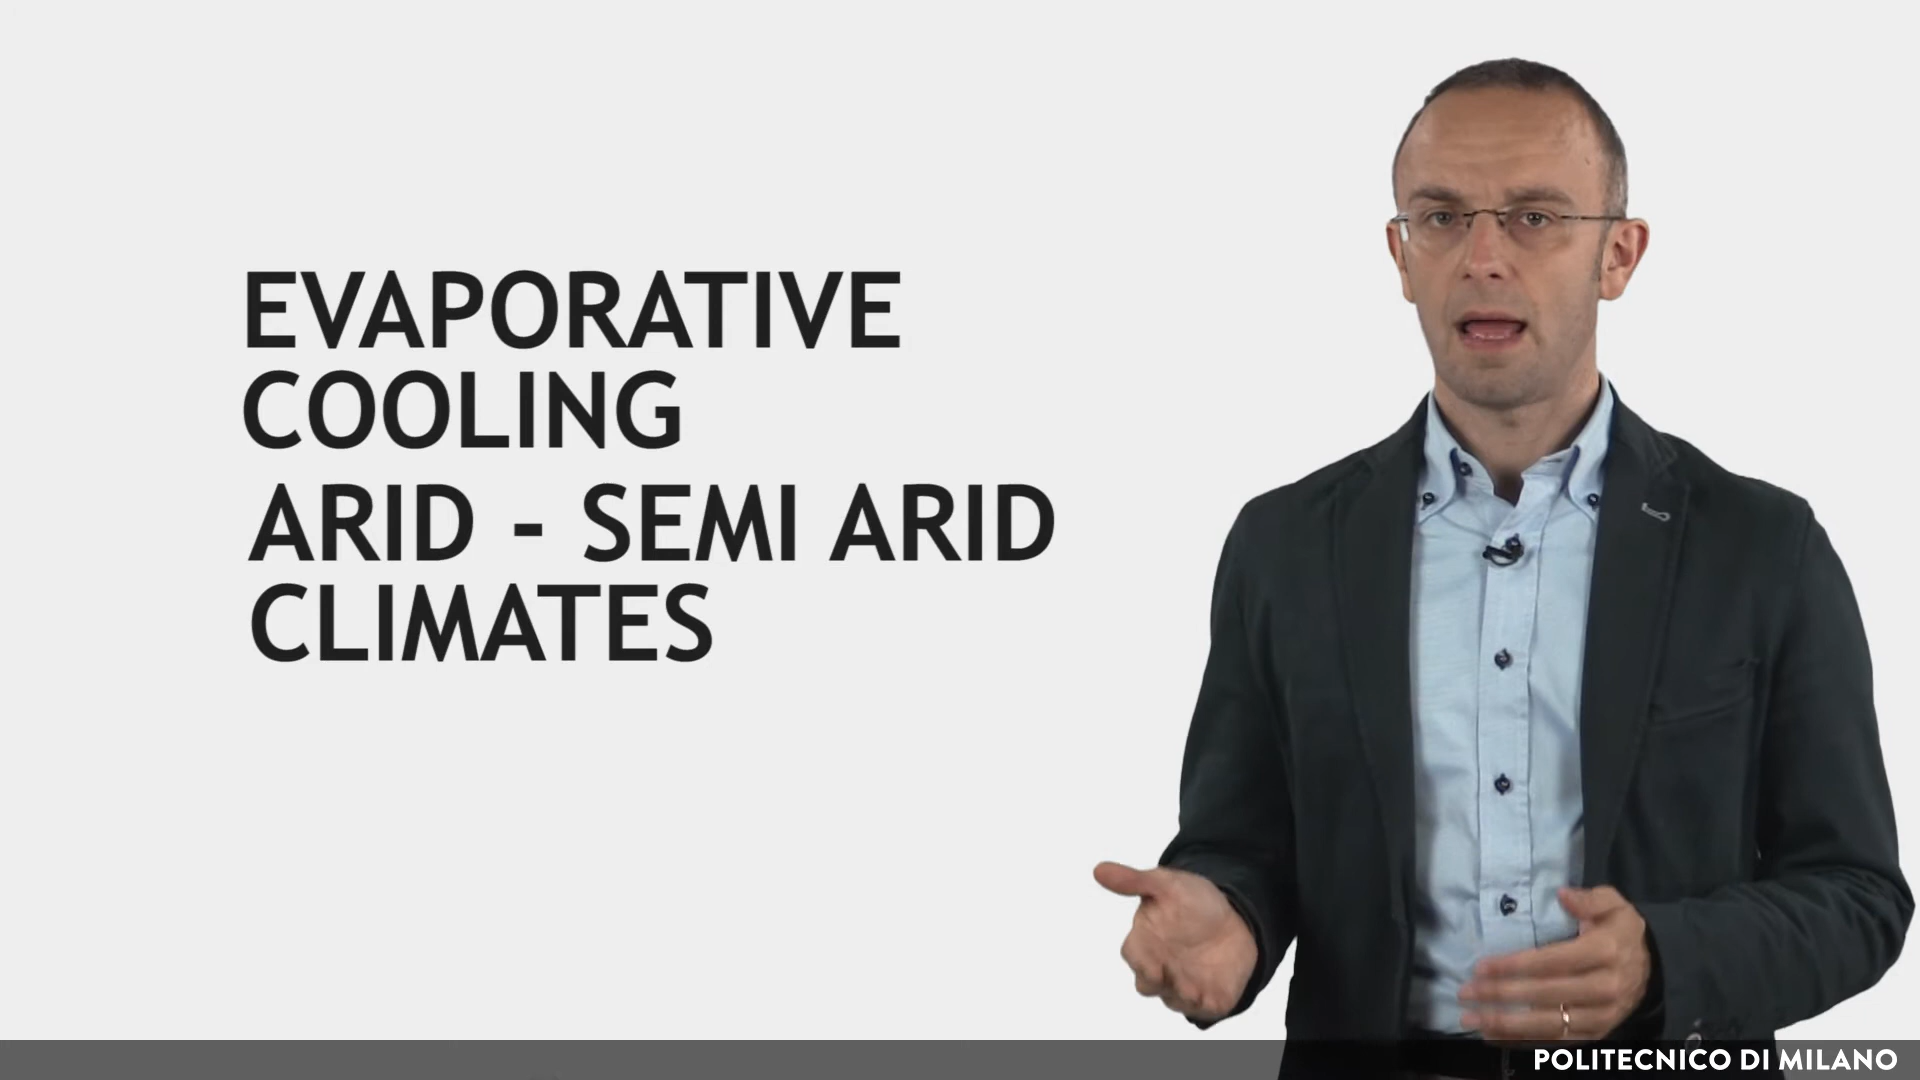 EVAPORATIVE
COOLING
ARID - SEMI ARID
CLIMATES
POLITECNICO DI MILANO